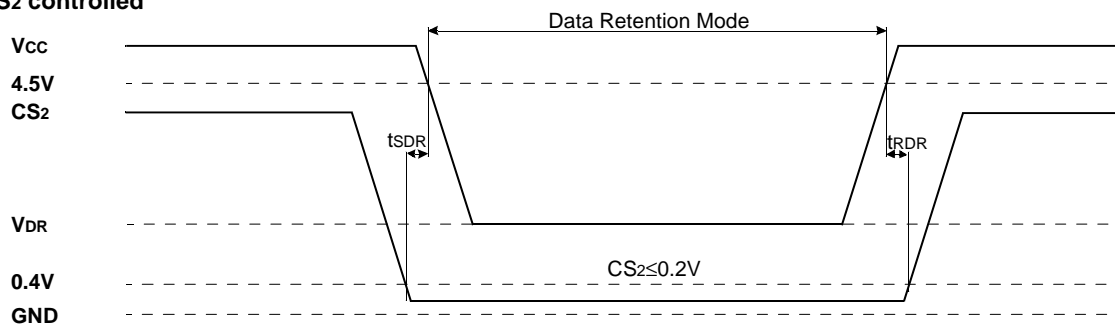 S2 controlled
Data Retention Mode
VCC
4.5V
CS2
tSDR
tRDR
VDR
0.4V
CS2≤0.2V
GND